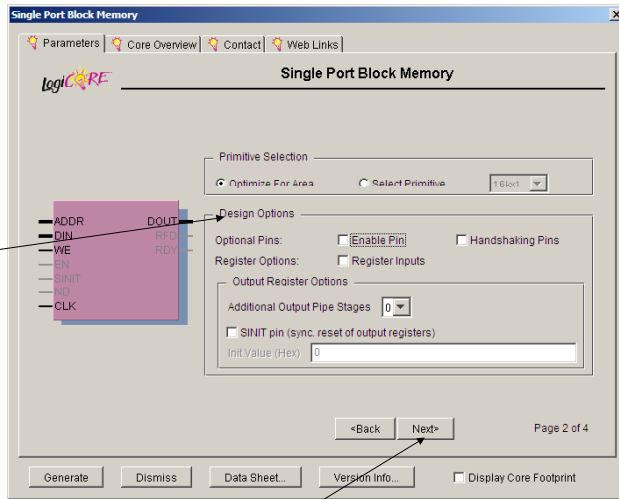 Single Port Block Memory
Parameters Core Overview Contact Web Links
LogiCORE Single Port Block Memory
Primitive Selection
Optimize For Area Select Primitive 16kx1
Design Options
Optional Pins: Enable Pin Handshaking Pins
Register Options: Register Inputs
Output Register Options
Additional Output Pipe Stages 0
SINIT pin (sync. reset of output registers)
Init Value (Hex) 0
ADDR DOUT
DIN RFD
WE RDY
EN
SINIT
ND
CLK
<Back Next> Page 2 of 4
Generate Dismiss Data Sheet... Version Info... Display Core Footprint